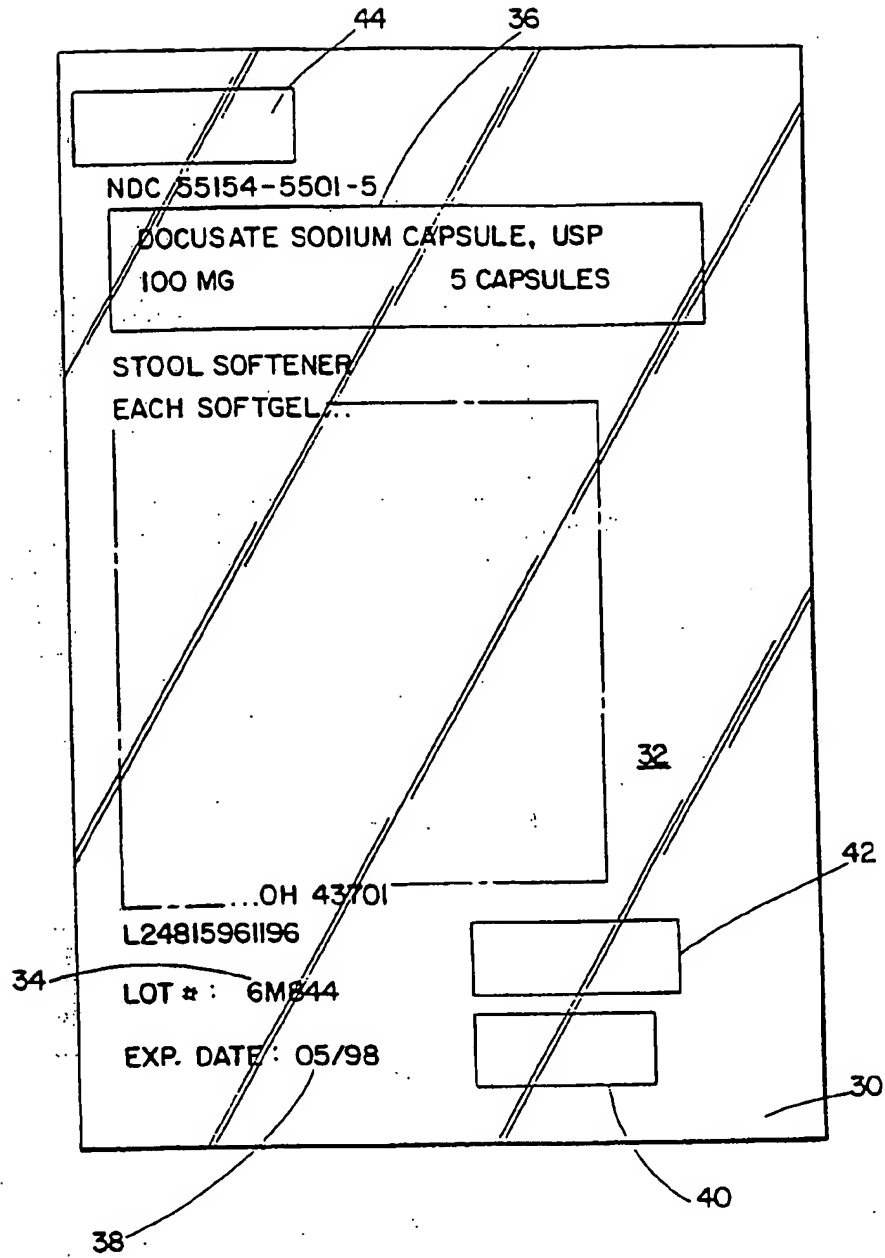 44 36
NDC 55154-5501-5
DOCUSATE SODIUM CAPSULE, USP
100 MG 5 CAPSULES
STOOL SOFTENER
EACH SOFTGEL...
32
42
...OH 43701
L24815961196
34
LOT #: 6M844
EXP. DATE: 05/98
30
40
38